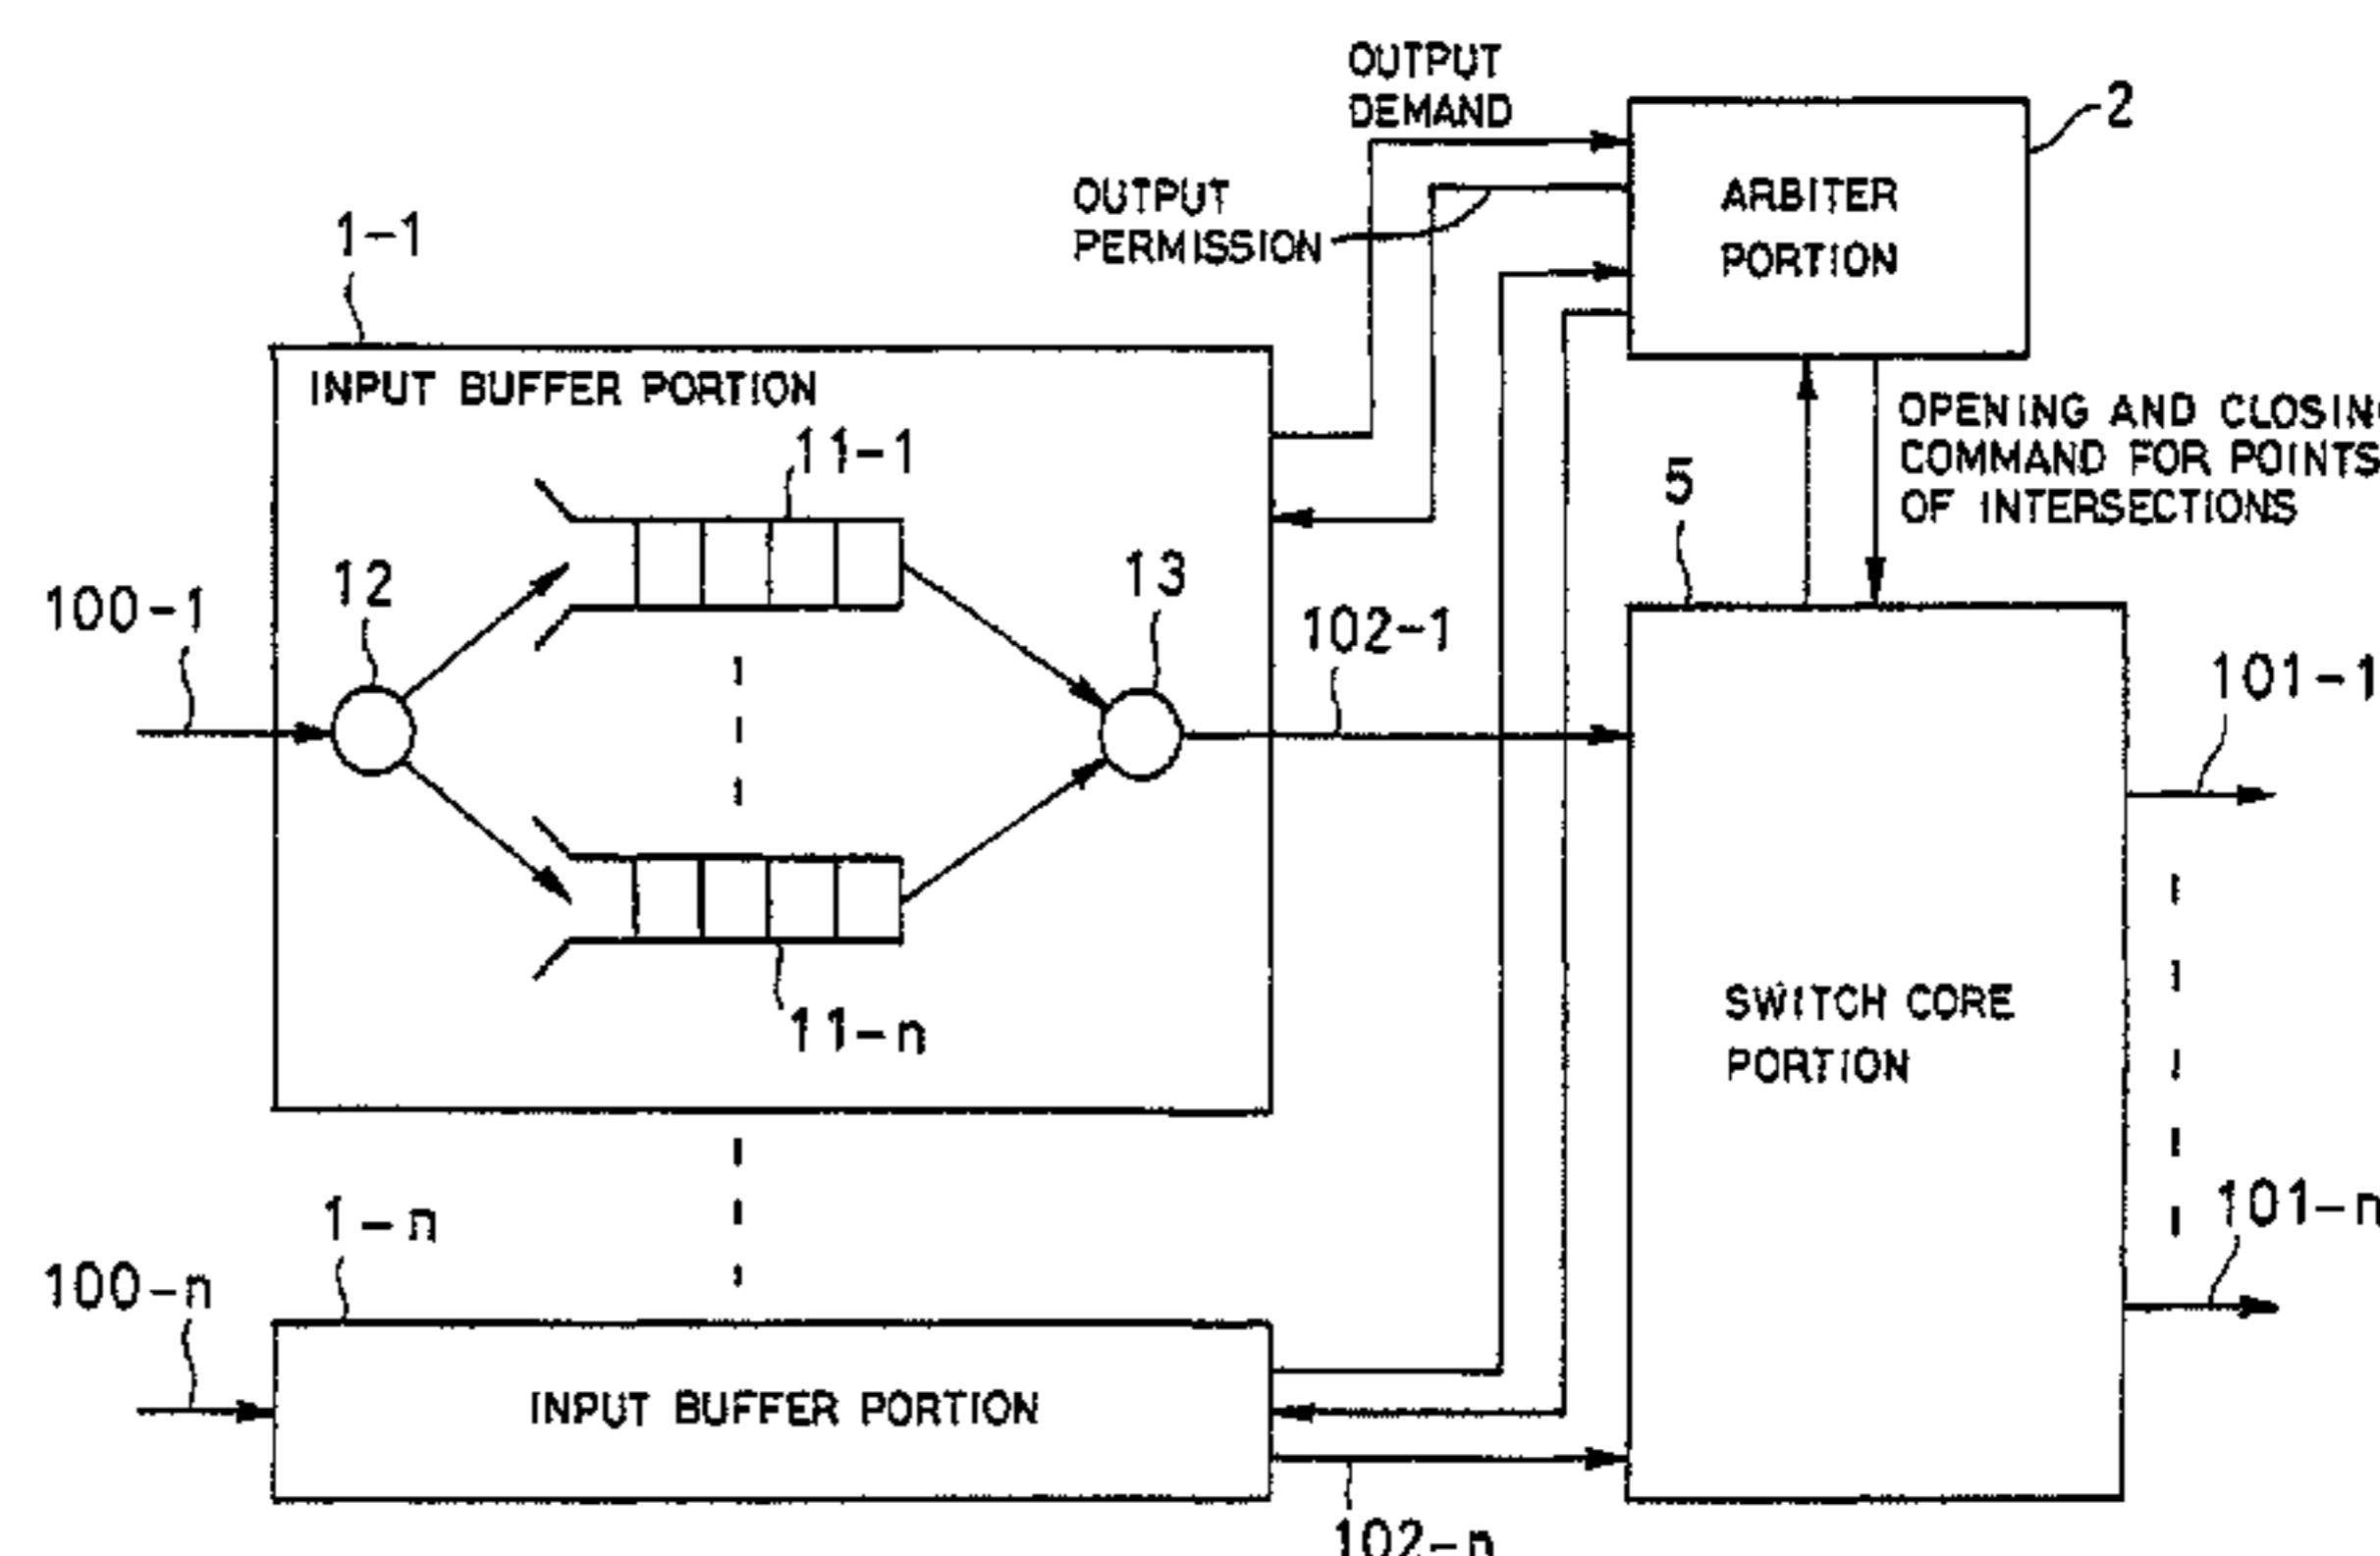 OUTPUT
DEMAND
2
OUTPUT
PERMISSION
ARBITER
PORTION
1-1
INPUT BUFFER PORTION
OPENING AND CLOSING
COMMAND FOR POINTS
OF INTERSECTIONS
11-1
5
12
13
100-1
102-1
101-1
11-n
SWITCH CORE
PORTION
1-n
101-n
100-n
INPUT BUFFER PORTION
102-n